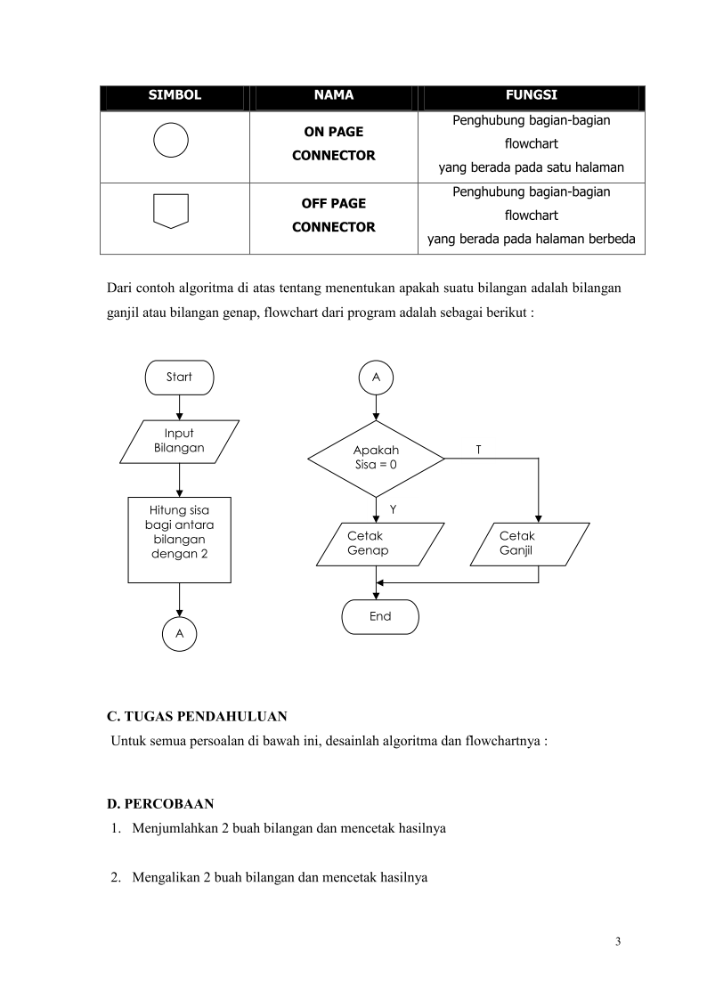 SIMBOL NAMA FUNGSI
ON PAGE
CONNECTOR
Penghubung bagian-bagian
flowchart
yang berada pada satu halaman
OFF PAGE
CONNECTOR
Penghubung bagian-bagian
flowchart
yang berada pada halaman berbeda
Dari contoh algoritma di atas tentang menentukan apakah suatu bilangan adalah bilangan
ganjil atau bilangan genap, flowchart dari program adalah sebagai berikut :
Start
Input
Bilangan
Hitung sisa
bagi antara
bilangan
dengan 2
A
A
Apakah
Sisa = 0
T
Y
Cetak
Genap
Cetak
Ganjil
End
C. TUGAS PENDAHULUAN
Untuk semua persoalan di bawah ini, desainlah algoritma dan flowchartnya :
D. PERCOBAAN
1. Menjumlahkan 2 buah bilangan dan mencetak hasilnya
2. Mengalikan 2 buah bilangan dan mencetak hasilnya
3